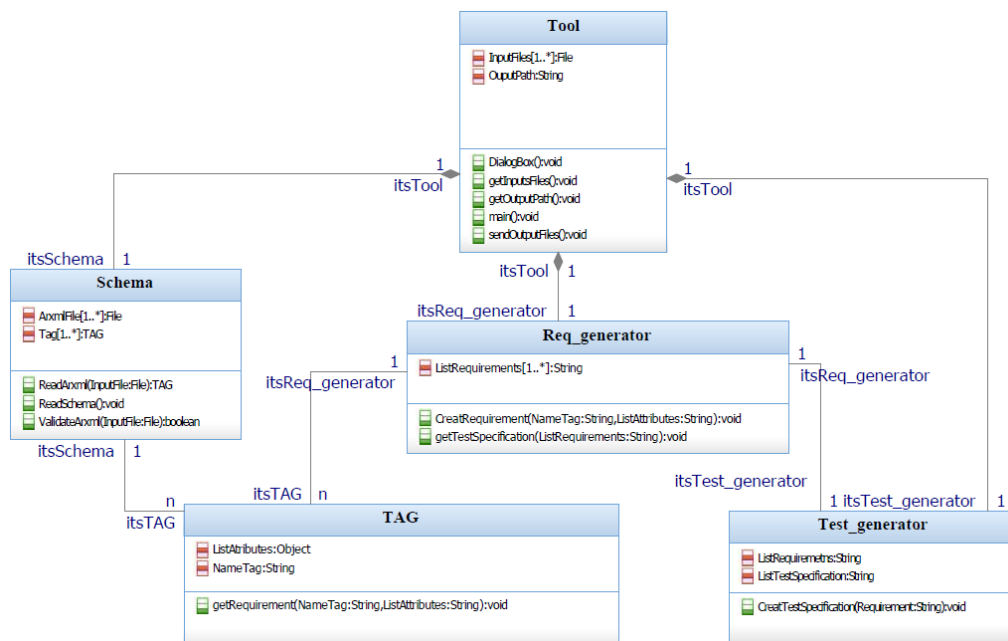 Tool
InputFiles[1..*]:File
OuputPath:String
DialogBox():void
getInputsFiles():void
getOutputPath():void
main():void
sendOutputFiles():void
1
itsTool
1
itsTool
itsTool 1
itsSchema 1
Schema
ArxmlFile[1..*]:File
Tag[1..*]:TAG
ReadArxml(InputFile:File):TAG
ReadSchema():void
ValidateArxml(InputFile:File):boolean
itsSchema 1
itsReq_generator 1
Req_generator
ListRequirements[1..*]:String
CreatRequirement(NameTag:String,ListAttributes:String):void
getTestSpecification(ListRequirements:String):void
1
itsReq_generator
1
itsReq_generator
n
itsTAG
itsTAG n
TAG
ListAtributes:Object
NameTag:String
getRequirement(NameTag:String,ListAttributes:String):void
itsTest_generator
1 itsTest_generator 1
Test_generator
ListRequiremetns:String
ListTestSpecification:String
CreatTestSpecification(Requirement:String):void